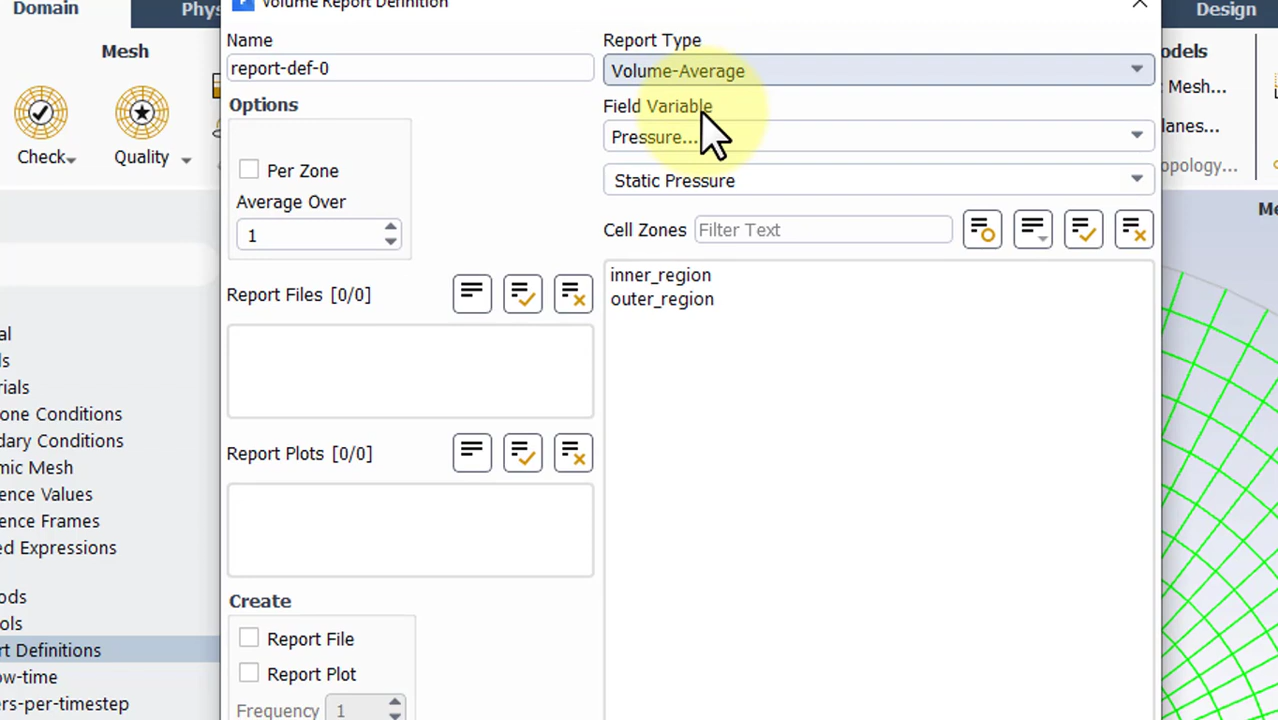 Domain
Phys
Volume Report Definition
Design
Mesh
Check
Quality
Name
report-def-0
Options
Per Zone
Average Over
1
Report Files [0/0]
Report Plots [0/0]
Create
Report File
Report Plot
Frequency 1
Report Type
Volume-Average
Field Variable
Pressure...
Static Pressure
Cell Zones Filter Text
inner_region
outer_region
odels
Mesh...
lanes...
opology...
Me
al
ls
rials
one Conditions
dary Conditions
mic Mesh
ence Values
ence Frames
ed Expressions
ods
ols
rt Definitions
ow-time
ers-per-timestep